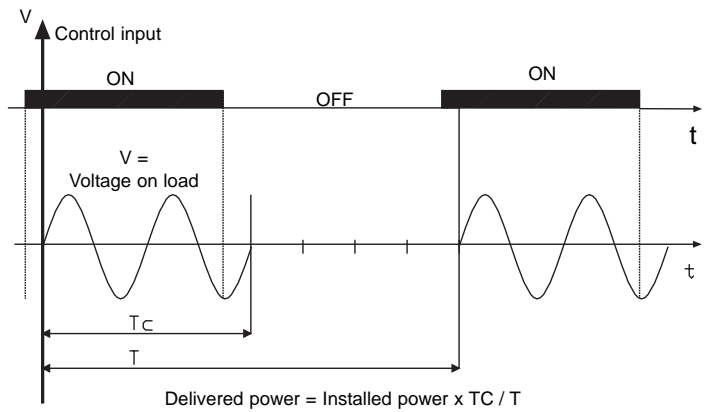 V
Control input
ON
ON
OFF
t
V =
Voltage on load
t
Tc
T
Delivered power = Installed power x TC / T